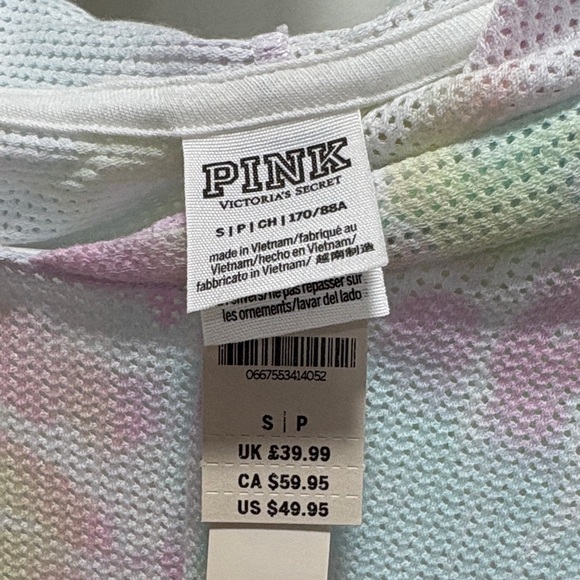 PINK
VICTORIA'S SECRET
S | P | CH | 170/88A
made in Vietnam/fabriqué au
Vietnam/hecho en Vietnam/
fabbricato in Vietnam/ 越南制造
ne pas repasser sur
les ornements/lavar del lado
0667553414052
S | P
UK £39.99
CA $59.95
US $49.95